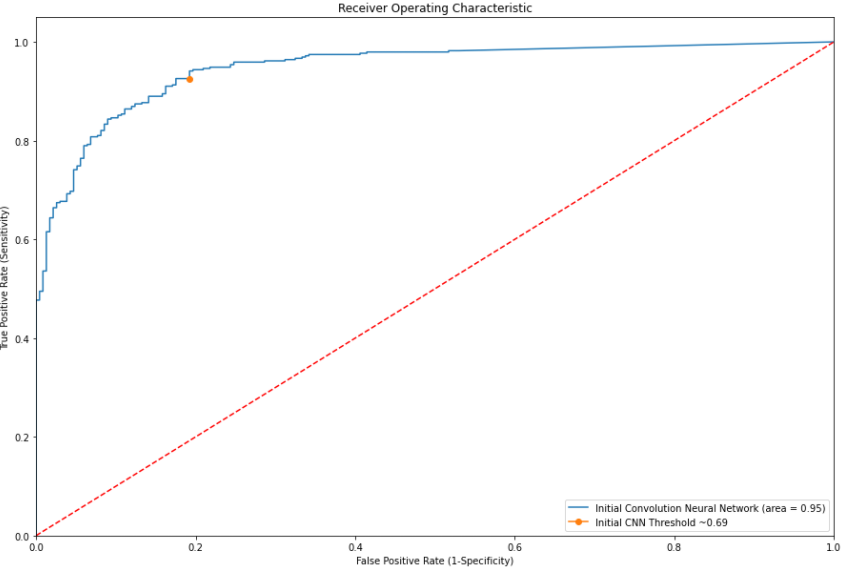 Receiver Operating Characteristic
1.0
0.8
0.6
0.4
0.2
0.0
True Positive Rate (Sensitivity)
0.0 0.2 0.4 0.6 0.8 1.0
False Positive Rate (1-Specificity)
Initial Convolution Neural Network (area = 0.95)
Initial CNN Threshold ~0.69